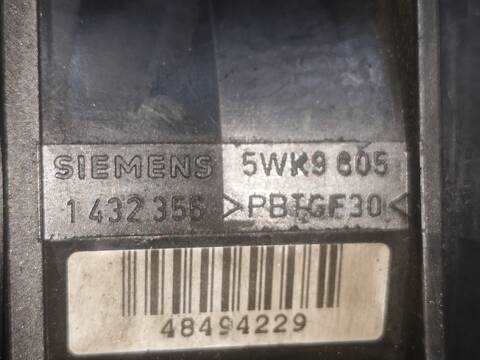 SIEMENS 5WK9 605
1 432 356 >PBTGF30<
48494229